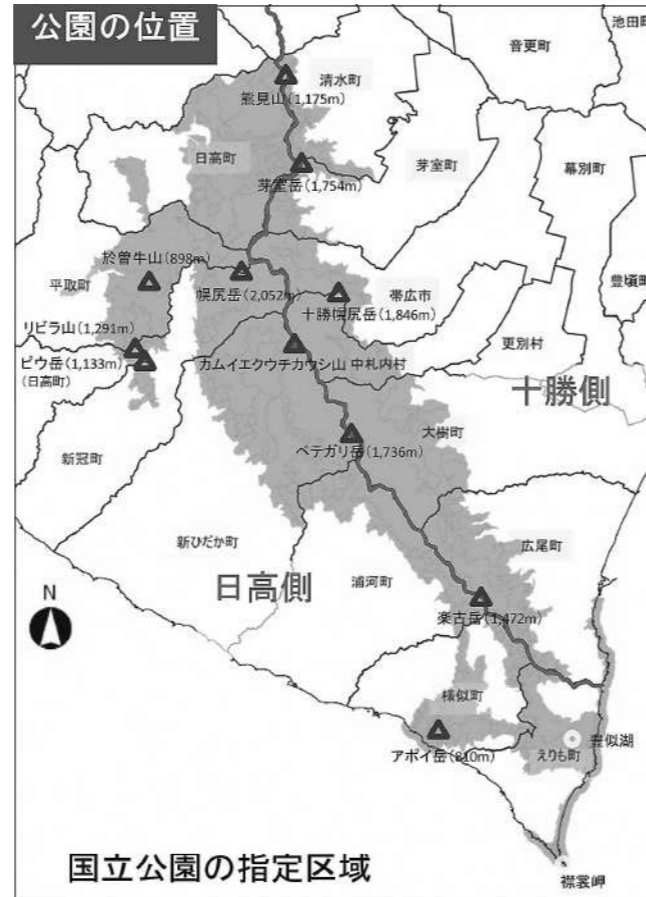 公園の位置
池田町
音更町
清水町
熊見山(1,175m)
日高町
芽室岳(1,754m)
芽室町
幕別町
於曽牛山(898m)
平取町
幌尻岳(2,052m)
帯広市
十勝幌尻岳(1,846m)
豊頃町
リビラ山(1,291m)
ピウ岳(1,133m)
(日高町)
カムイエクウチカウシ山 中札内村
更別村
十勝側
大樹町
ペテガリ岳(1,736m)
新冠町
新ひだか町
広尾町
日高側
浦河町
N
楽古岳(1,472m)
様似町
アポイ岳(810m)
えりも町
豊似湖
国立公園の指定区域
襟裳岬